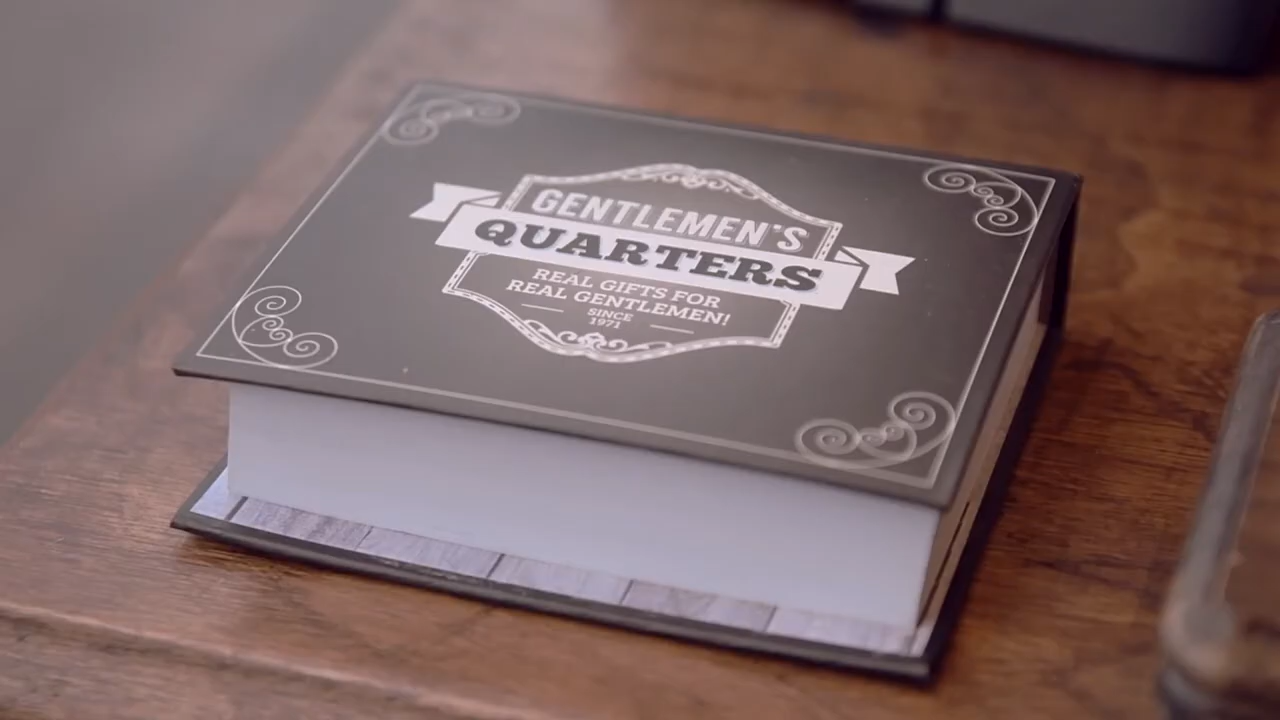 GENTLEMEN'S
QUARTERS
REAL GIFTS FOR
REAL GENTLEMEN!
SINCE
1971